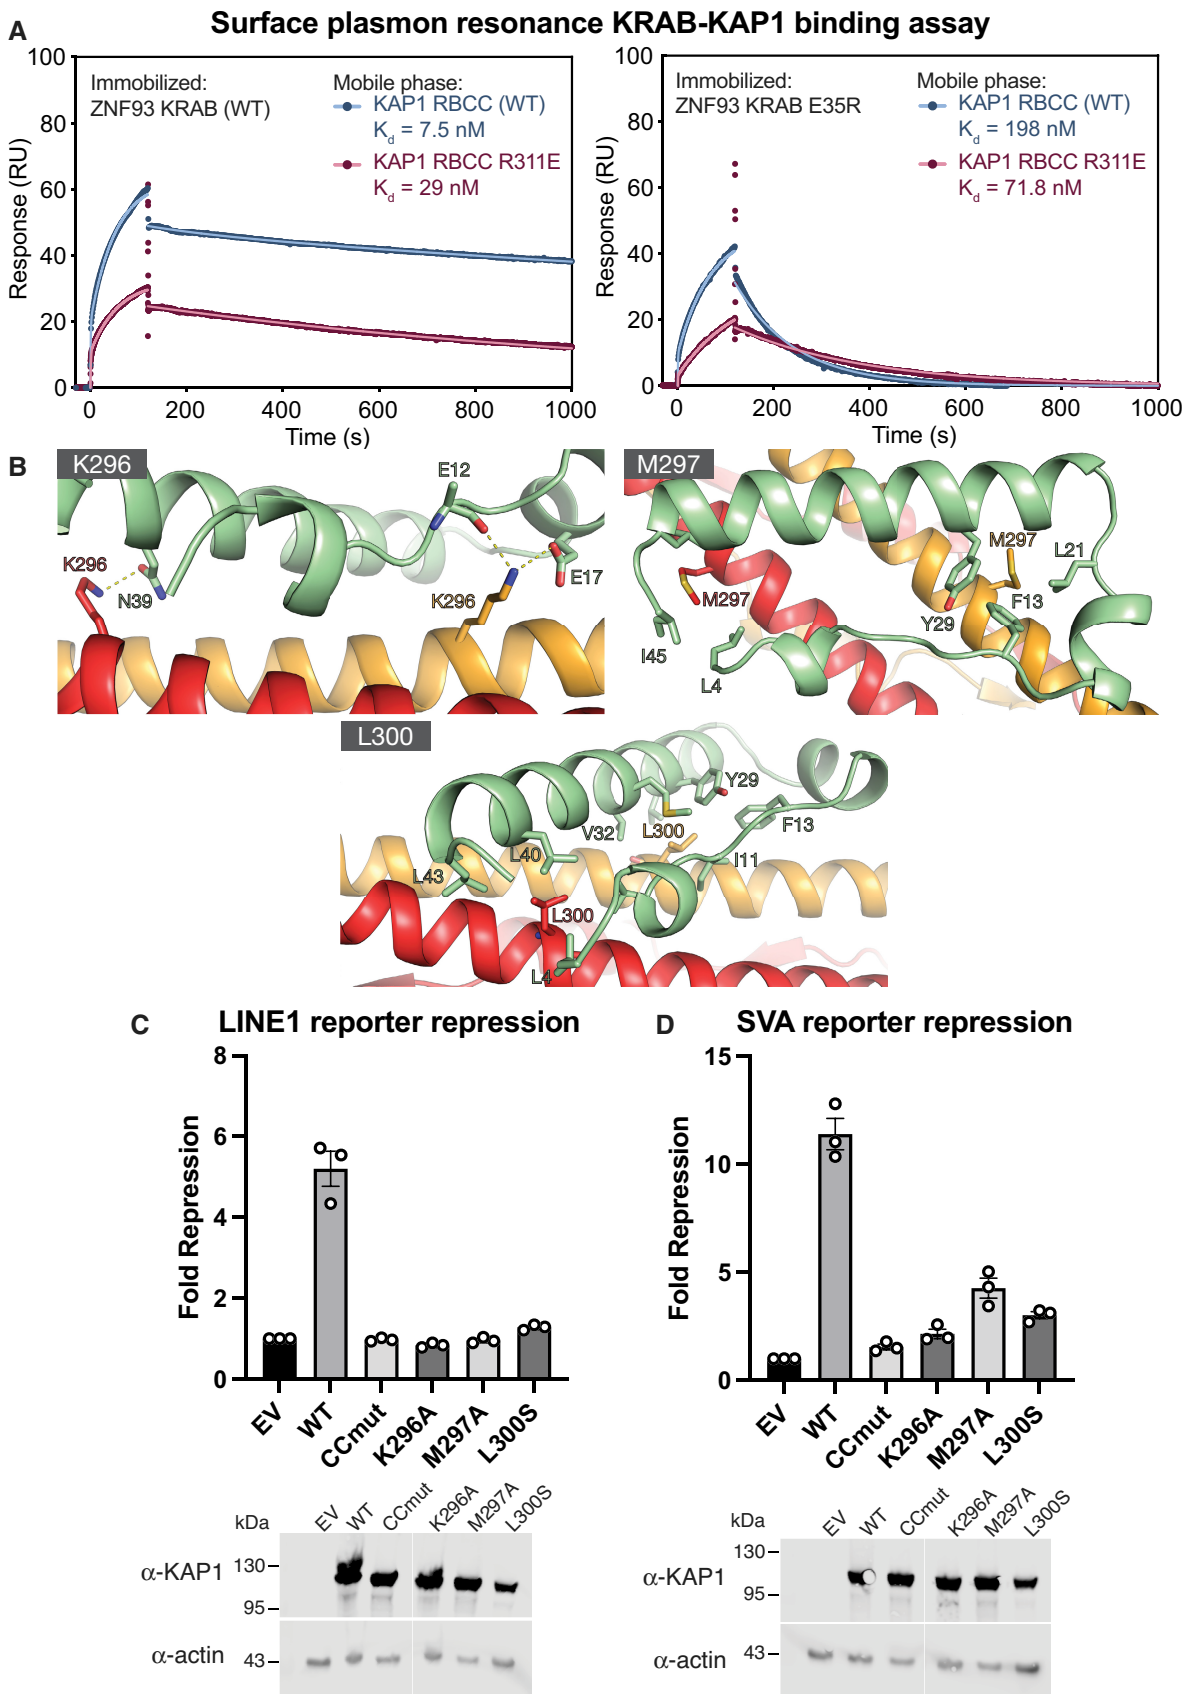 A
Surface plasmon resonance KRAB-KAP1 binding assay
Response (RU)
100
80
60
40
20
0
Immobilized:
ZNF93 KRAB (WT)
Mobile phase:
KAP1 RBCC (WT)
Kd = 7.5 nM
KAP1 RBCC R311E
Kd = 29 nM
0 200 400 600 800 1000
Time (s)
Response (RU)
100
80
60
40
20
0
Immobilized:
ZNF93 KRAB E35R
Mobile phase:
KAP1 RBCC (WT)
Kd = 198 nM
KAP1 RBCC R311E
Kd = 71.8 nM
0 200 400 600 800 1000
Time (s)
B
K296
E12
K296
N39
K296
E17
M297
M297
L21
M297
F13
Y29
I45
L4
L300
Y29
V32
L300
F13
L40
I11
L43
L300
L4
C
LINE1 reporter repression
Fold Repression
8
6
4
2
0
EV WT CCmut K296A M297A L300S
kDa
EV WT CCmut K296A M297A L300S
α-KAP1
130
95
α-actin
43
D
SVA reporter repression
Fold Repression
15
10
5
0
EV WT CCmut K296A M297A L300S
kDa
EV WT CCmut K296A M297A L300S
α-KAP1
130
95
α-actin
43